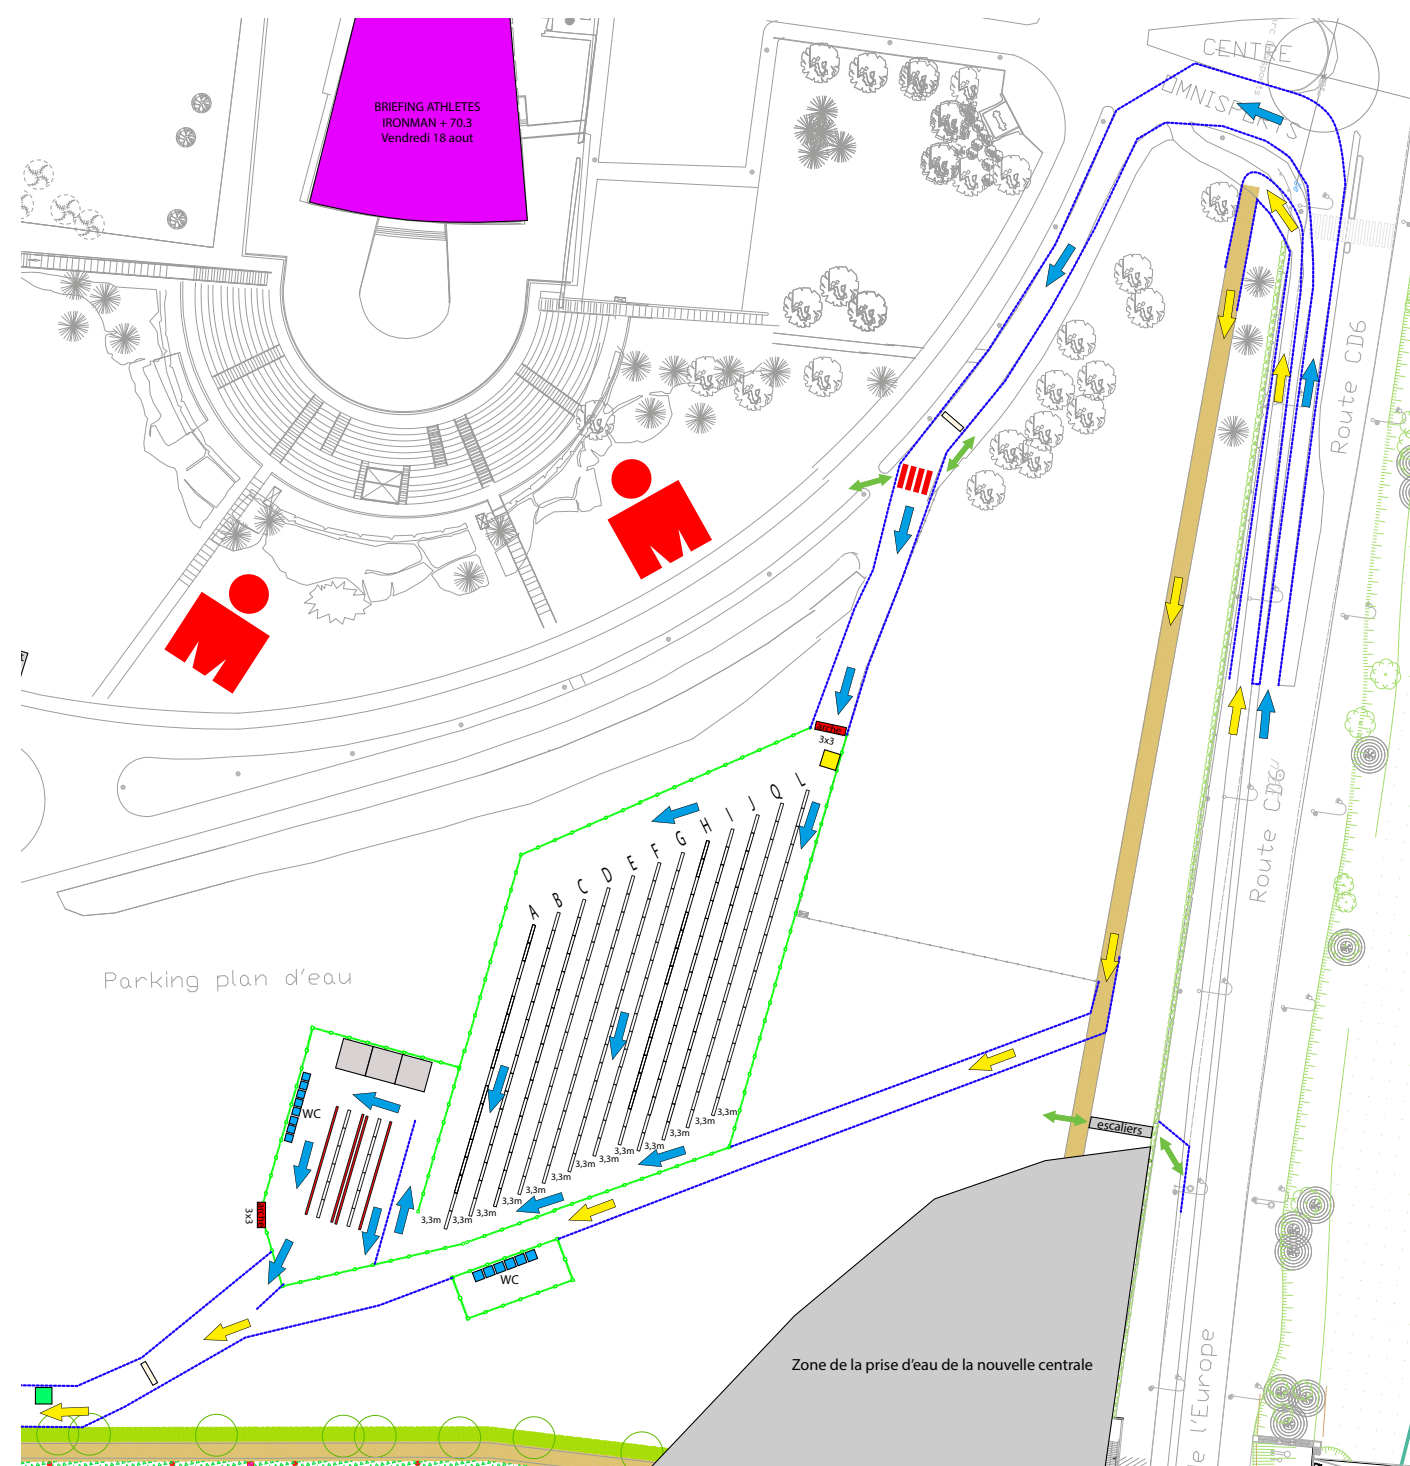 CENTRE
OMNISPORTS
BRIEFING ATHLETES
IRONMAN + 70.3
Vendredi 18 aout
Route CD6
arche
3x3
L
Q
J
I
H
G
F
E
D
C
B
A
Route CD6
Parking plan d'eau
WC
3,3m
3,3m
3,3m
3,3m
3,3m
3,3m
3,3m
3,3m
3,3m
3,3m
3,3m
3,3m
escaliers
arche
3x3
WC
Zone de la prise d'eau de la nouvelle centrale
l'Europe